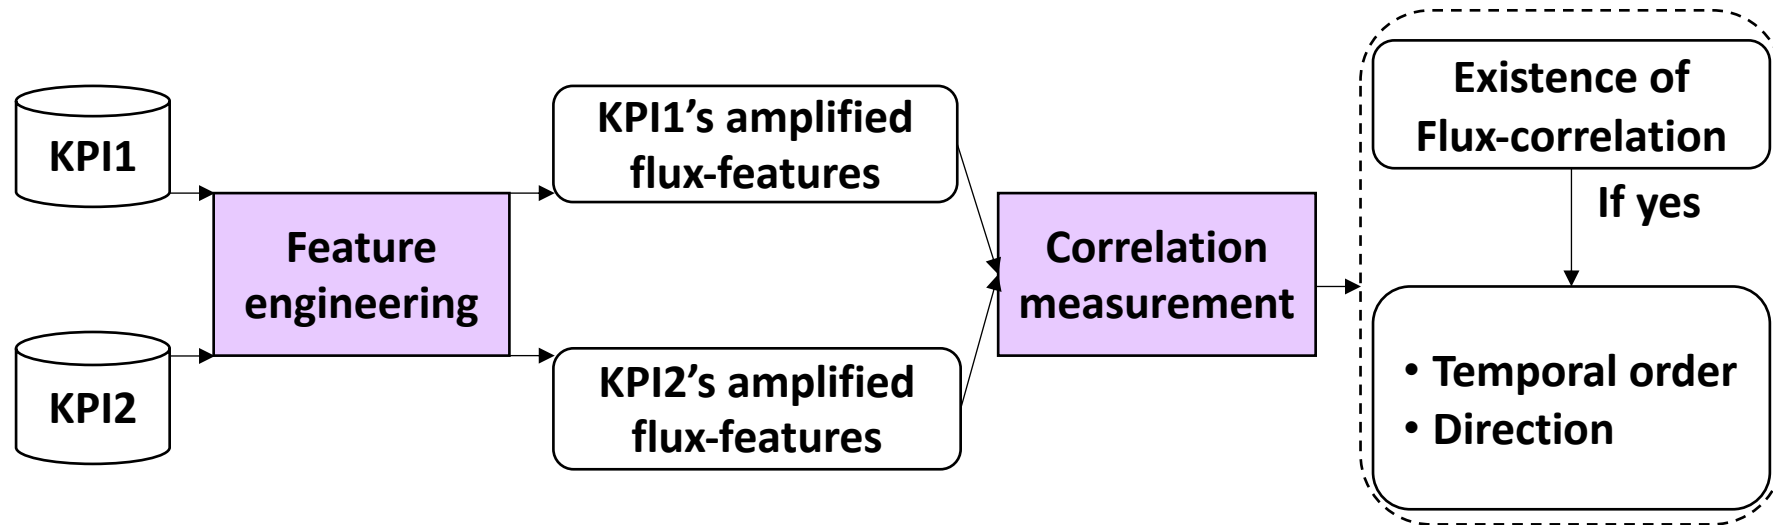 KPI1
KPI2
Feature
engineering
KPI1’s amplified
flux-features
KPI2’s amplified
flux-features
Correlation
measurement
Existence of
Flux-correlation
If yes
• Temporal order
• Direction